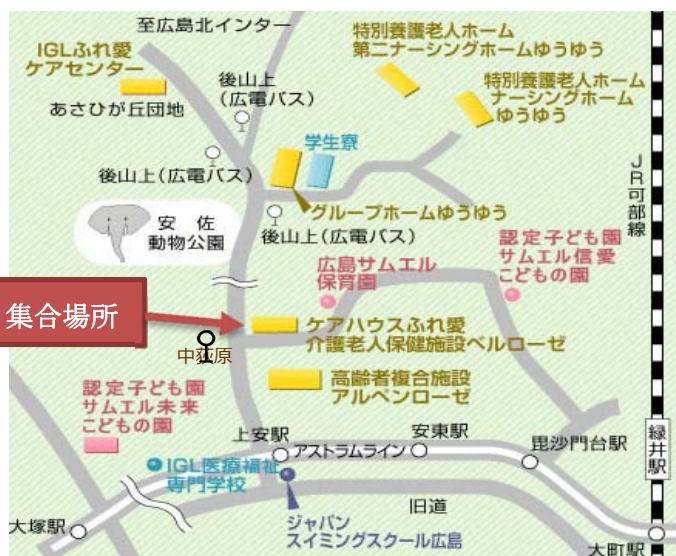 至広島北インター
IGLふれ愛
ケアセンター
あさひが丘団地
後山上
（広電バス）
特別養護老人ホーム
第二ナーシングホームゆうゆう
特別養護老人ホーム
ナーシングホーム
ゆうゆう
学生寮
後山上（広電バス）
グループホームゆうゆう
後山上（広電バス）
安佐
動物公園
JR可部線
認定子ども園
サムエル信愛
こどもの園
広島サムエル
保育園
集合場所
ケアハウスふれ愛
介護老人保健施設ベルローゼ
中荻原
高齢者複合施設
アルペンローゼ
認定子ども園
サムエル未来
こどもの園
上安駅
アストラムライン
安東駅
毘沙門台駅
緑井駅
IGL医療福祉
専門学校
旧道
ジャパン
スイミングスクール広島
大塚駅
大町駅